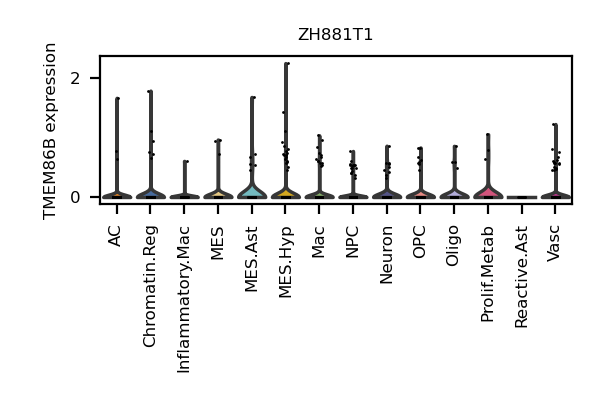 ZH881T1
TMEM86B expression
2
0
AC
Chromatin.Reg
Inflammatory.Mac
MES
MES.Ast
MES.Hyp
Mac
NPC
Neuron
OPC
Oligo
Prolif.Metab
Reactive.Ast
Vasc